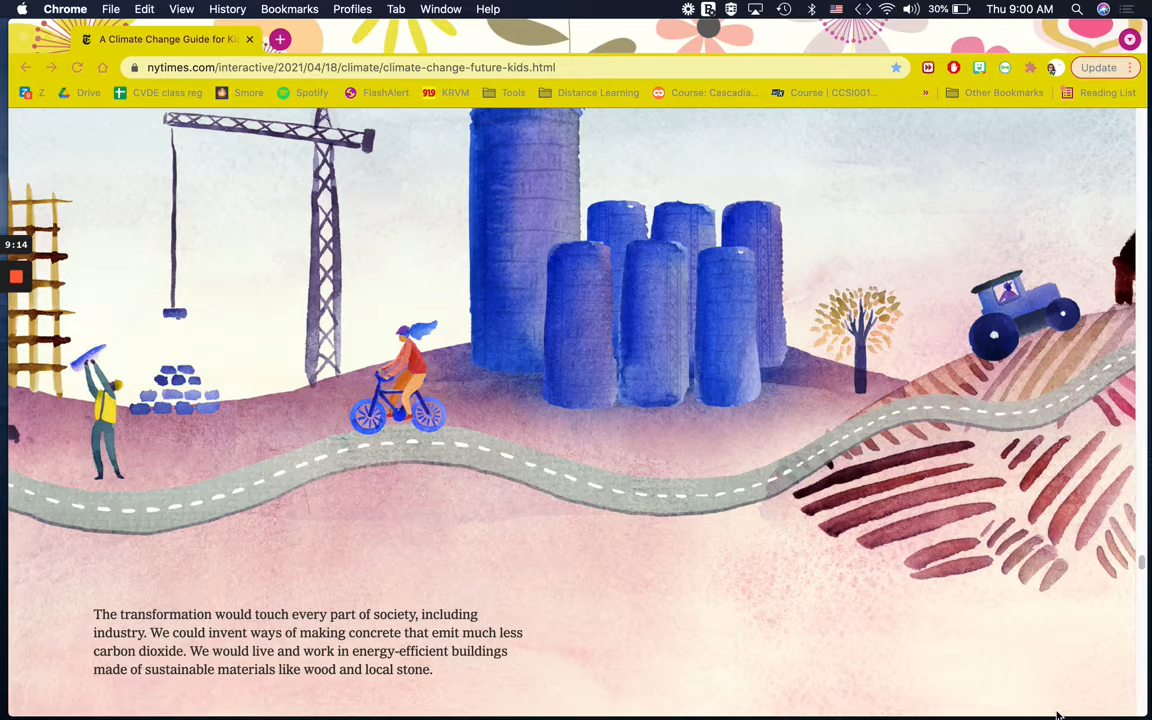 Chrome File Edit View History Bookmarks Profiles Tab Window Help 30% Thu 9:00 AM
A Climate Change Guide for Ki
nytimes.com/interactive/2021/04/18/climate/climate-change-future-kids.html Update
Z Drive CVDE class reg Smore Spotify FlashAlert 919 KRVM Tools Distance Learning Course: Cascadia... Course | CCSI001... » Other Bookmarks Reading List
9:14
The transformation would touch every part of society, including
industry. We could invent ways of making concrete that emit much less
carbon dioxide. We would live and work in energy-efficient buildings
made of sustainable materials like wood and local stone.